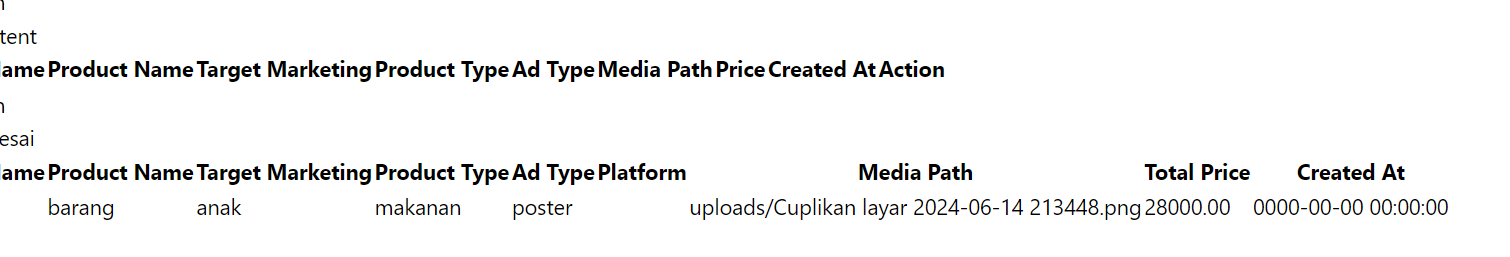 tent
Product Name Target Marketing Product Type Ad Type Media Path Price Created At Action
esai
Product Name Target Marketing Product Type Ad Type Platform Media Path Total Price Created At
barang anak makanan poster uploads/Cuplikan layar 2024-06-14 213448.png 28000.00 0000-00-00 00:00:00